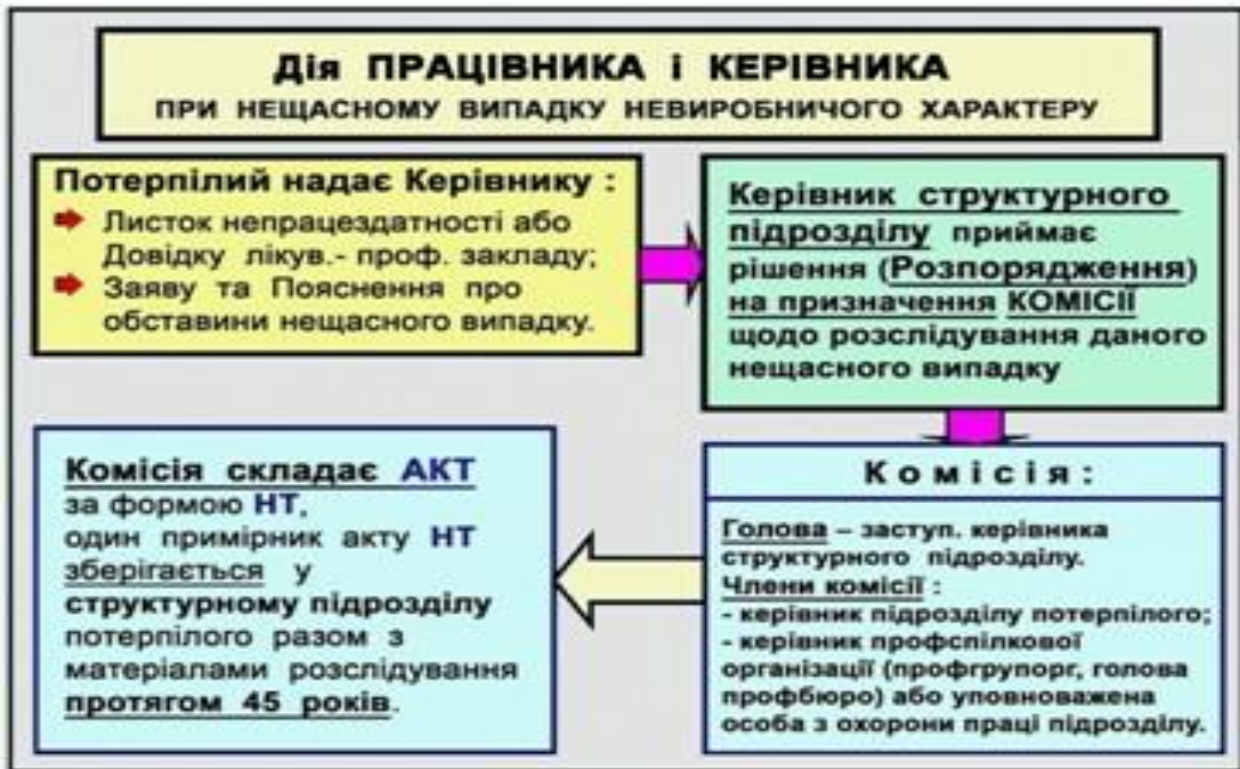 Дія ПРАЦІВНИКА і КЕРІВНИКА
ПРИ НЕЩАСНОМУ ВИПАДКУ НЕВИРОБНИЧОГО ХАРАКТЕРУ
Потерпілий надає Керівнику :
Листок непрацездатності або
Довідку лікув.- проф. закладу;
Заяву та Пояснення про
обставини нещасного випадку.
Керівник структурного
підрозділу приймає
рішення (Розпорядження)
на призначення КОМІСІЇ
щодо розслідування даного
нещасного випадку
Комісія :
Голова – заступ. керівника
структурного підрозділу.
Члени комісії :
- керівник підрозділу потерпілого;
- керівник профспілкової
організації (профгрупорг, голова
профбюро) або уповноважена
особа з охорони праці підрозділу.
Комісія складає АКТ
за формою НТ,
один примірник акту НТ
зберігається у
структурному підрозділу
потерпілого разом з
матеріалами розслідування
протягом 45 років.